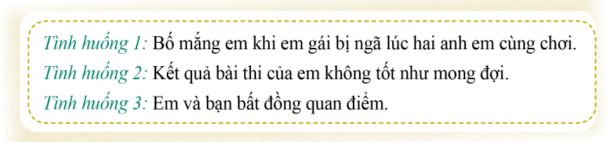 Tình huống 1: Bố mắng em khi em gái bị ngã lúc hai anh em cùng chơi.
Tình huống 2: Kết quả bài thi của em không tốt như mong đợi.
Tình huống 3: Em và bạn bất đồng quan điểm.